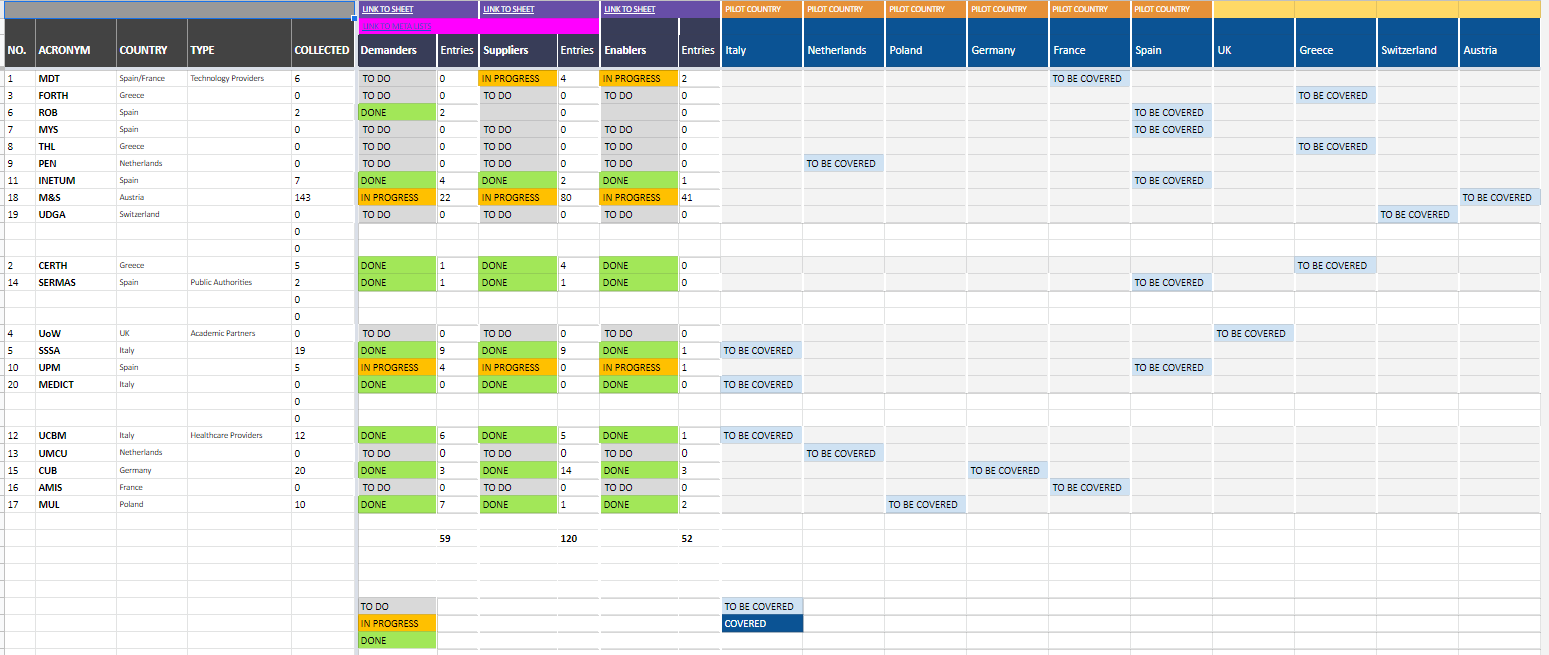 LINK TO SHEET LINK TO SHEET LINK TO SHEET PILOT COUNTRY PILOT COUNTRY PILOT COUNTRY PILOT COUNTRY PILOT COUNTRY PILOT COUNTRY
NO. ACRONYM COUNTRY TYPE COLLECTED Demanders Entries Suppliers Entries Enablers Entries Italy Netherlands Poland Germany France Spain UK Greece Switzerland Austria
1 MDT Spain/France Technology Providers 6 TO DO 0 IN PROGRESS 4 IN PROGRESS 2 TO BE COVERED
3 FORTH Greece 0 TO DO 0 TO DO 0 TO DO 0 TO BE COVERED
6 ROB Spain 2 DONE 2 0 0 TO BE COVERED
7 MYS Spain 0 TO DO 0 TO DO 0 TO DO 0 TO BE COVERED
8 THL Greece 0 TO DO 0 TO DO 0 TO DO 0 TO BE COVERED
9 PEN Netherlands 0 TO DO 0 TO DO 0 TO DO 0 TO BE COVERED
11 INETUM Spain 7 DONE 4 DONE 2 DONE 1 TO BE COVERED
18 M&S Austria 143 IN PROGRESS 22 IN PROGRESS 80 IN PROGRESS 41 TO BE COVERED
19 UDGA Switzerland 0 TO DO 0 TO DO 0 TO DO 0 TO BE COVERED
0
0
2 CERTH Greece 5 DONE 1 DONE 4 DONE 0 TO BE COVERED
14 SERMAS Spain Public Authorities 2 DONE 1 DONE 1 DONE 0 TO BE COVERED
0
0
4 UoW UK Academic Partners 0 TO DO 0 TO DO 0 TO DO 0 TO BE COVERED
5 SSSA Italy 19 DONE 9 DONE 9 DONE 1 TO BE COVERED
10 UPM Spain 5 IN PROGRESS 4 IN PROGRESS 0 IN PROGRESS 1 TO BE COVERED
20 MEDICT Italy 0 DONE 0 DONE 0 DONE 0 TO BE COVERED
0
0
12 UCBM Italy Healthcare Providers 12 DONE 6 DONE 5 DONE 1 TO BE COVERED
13 UMCU Netherlands 0 TO DO 0 TO DO 0 TO DO 0 TO BE COVERED
15 CUB Germany 20 DONE 3 DONE 14 DONE 3 TO BE COVERED
16 AMIS France 0 TO DO 0 TO DO 0 TO DO 0 TO BE COVERED
17 MUL Poland 10 DONE 7 DONE 1 DONE 2 TO BE COVERED
59 120 52
TO DO TO BE COVERED
IN PROGRESS COVERED
DONE